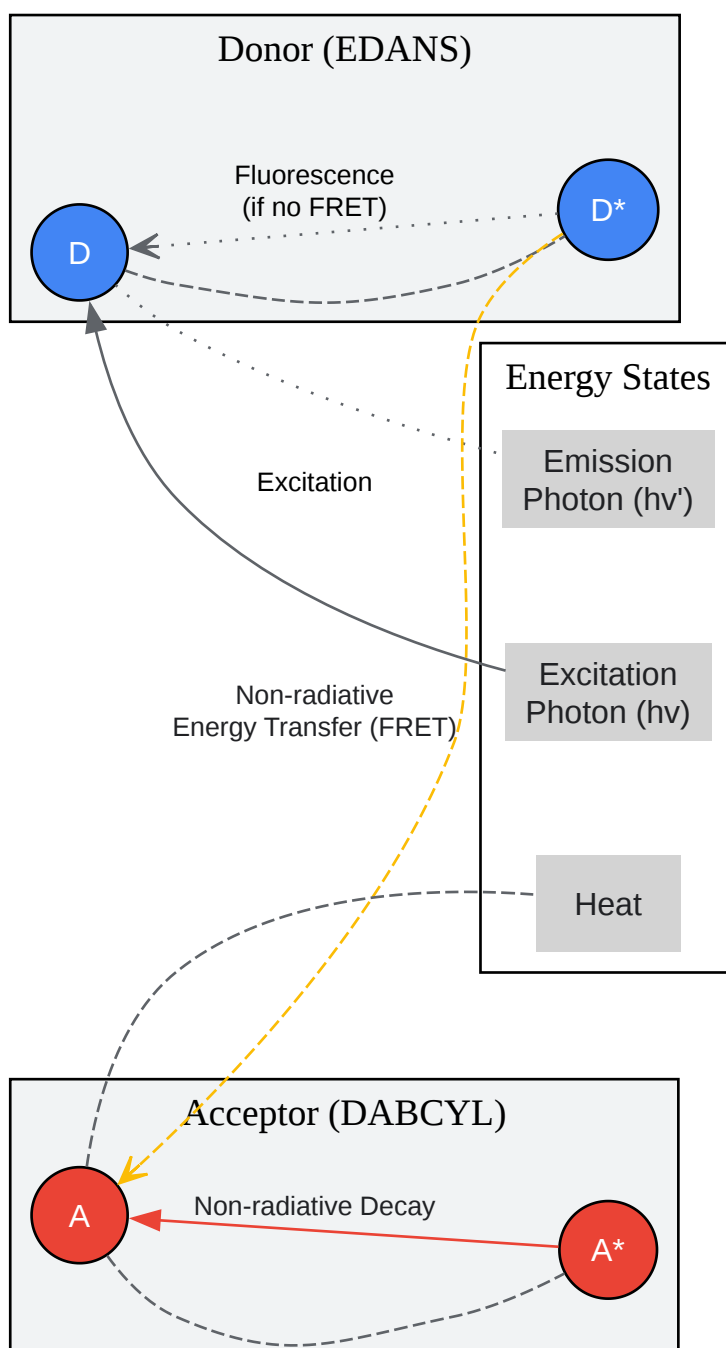 Donor (EDANS)
Fluorescence
(if no FRET)
D*
D
Energy States
Emission
Photon (hv')
Excitation
Excitation
Photon (hv)
Non-radiative
Energy Transfer (FRET)
Heat
Acceptor (DABCYL)
Non-radiative Decay
A
A*